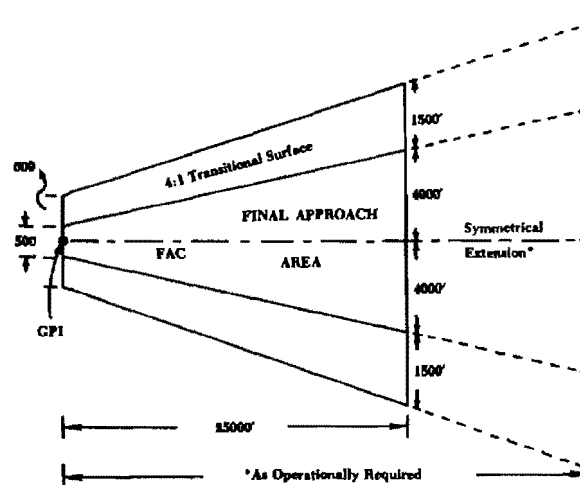 1500'
4:1 Transitional Surface
600
4000'
FINAL APPROACH
500
Symmetrical
FAC
AREA
Extension*
4000'
GPI
1500'
25000'
*As Operationally Required